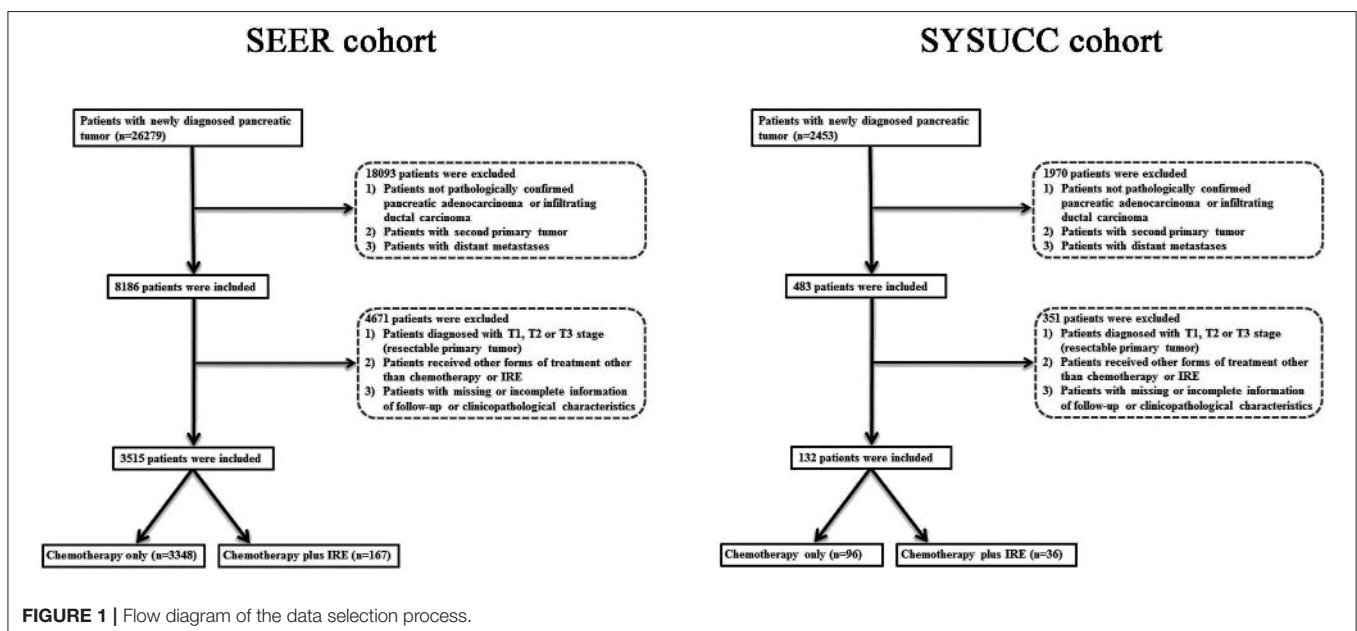 SEER cohort
Patients with newly diagnosed pancreatic
tumor (n=26279)
18093 patients were excluded
1) Patients not pathologically confirmed
pancreatic adenocarcinoma or infiltrating
ductal carcinoma
2) Patients with second primary tumor
3) Patients with distant metastases
8186 patients were included
4671 patients were excluded
1) Patients diagnosed with T1, T2 or T3 stage
(resectable primary tumor)
2) Patients received other forms of treatment other
than chemotherapy or IRE
3) Patients with missing or incomplete information
of follow-up or clinicopathological characteristics
3515 patients were included
Chemotherapy only (n=3348)
Chemotherapy plus IRE (n=167)
SYSUCC cohort
Patients with newly diagnosed pancreatic
tumor (n=2453)
1970 patients were excluded
1) Patients not pathologically confirmed
pancreatic adenocarcinoma or infiltrating
ductal carcinoma
2) Patients with second primary tumor
3) Patients with distant metastases
483 patients were included
351 patients were excluded
1) Patients diagnosed with T1, T2 or T3 stage
(resectable primary tumor)
2) Patients received other forms of treatment other
than chemotherapy or IRE
3) Patients with missing or incomplete information
of follow-up or clinicopathological characteristics
132 patients were included
Chemotherapy only (n=96)
Chemotherapy plus IRE (n=36)
FIGURE 1 | Flow diagram of the data selection process.